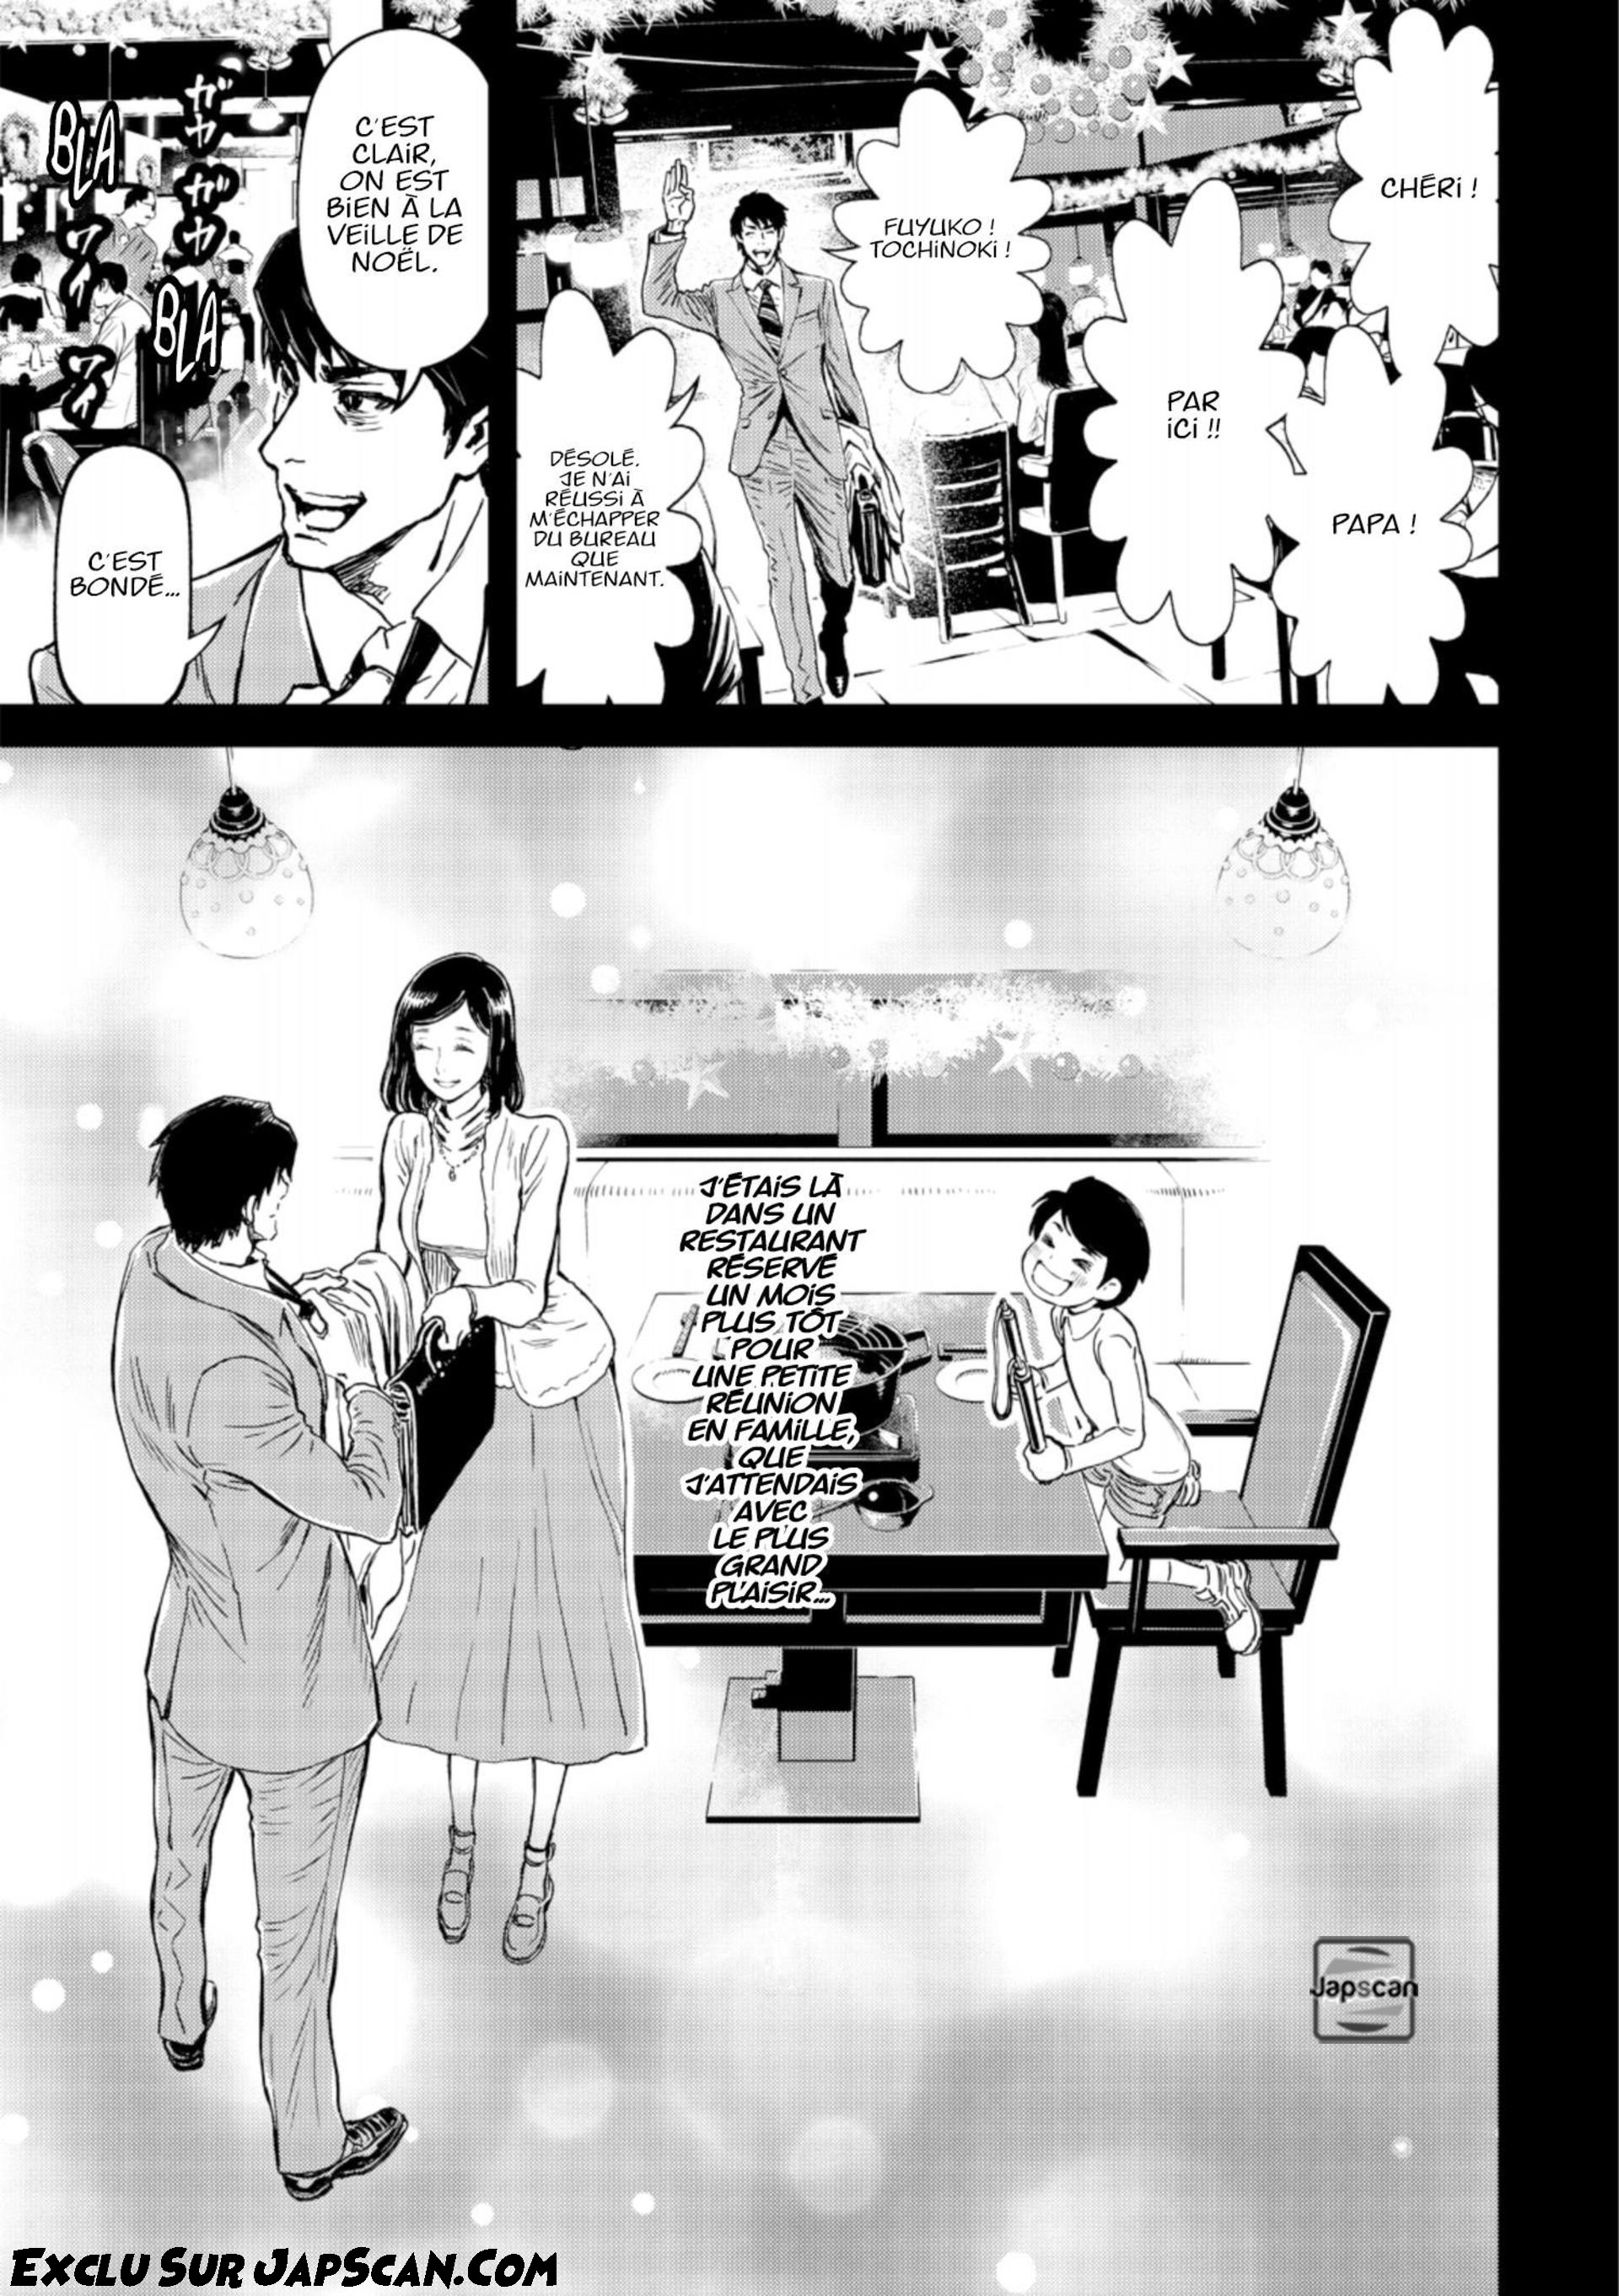 CHÉRI !
PAPA !
PAR
ICI !!
FUYUKO !
TOCHINOKI !
DÉSOLÉ.
JE N'AI
RÉUSSI À
M'ÉCHAPPER
DU BUREAU
QUE
MAINTENANT.
C'EST
CLAIR,
ON EST
BIEN À LA
VEILLE DE
NOËL.
C'EST
BONDÉ...
ガヤ
ガヤ
BLA
BLA
ワイ
ワイ
J'ÉTAIS LÀ
DANS UN
RESTAURANT
RÉSERVÉ
UN MOIS
PLUS TÔT
POUR
UNE PETITE
RÉUNION
EN FAMILLE,
QUE
J'ATTENDAIS
AVEC
LE PLUS
GRAND
PLAISIR...
Japscan
EXCLU SUR JAPSCAN.COM